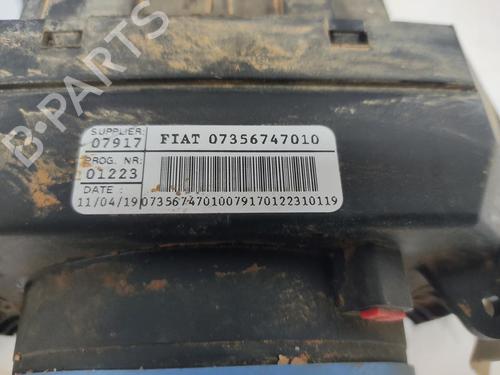 B-PARTS
SUPPLIER:
07917
FIAT 07356747010
PROG. NR:
01223
DATE :
11/04/19
07356747010079170122310119